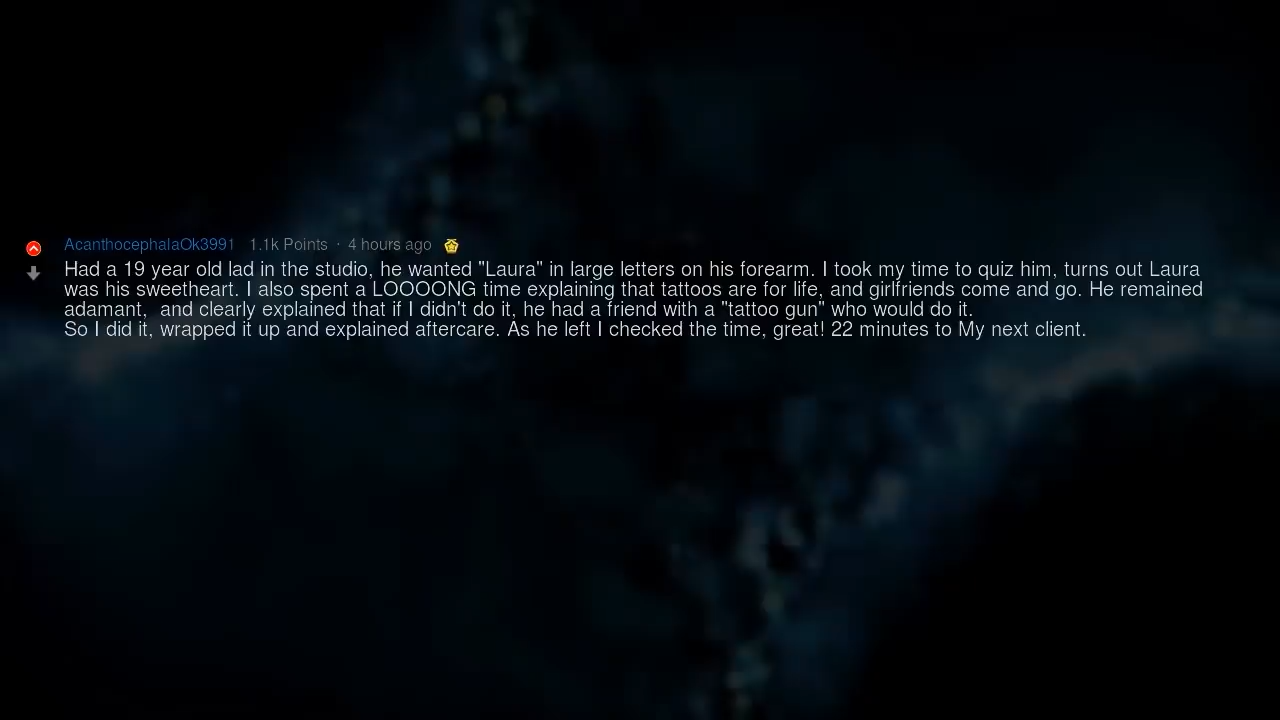 AcanthocephalaOk3991 1.1k Points · 4 hours ago
Had a 19 year old lad in the studio, he wanted "Laura" in large letters on his forearm. I took my time to quiz him, turns out Laura
was his sweetheart. I also spent a LOOOONG time explaining that tattoos are for life, and girlfriends come and go. He remained
adamant,  and clearly explained that if I didn't do it, he had a friend with a "tattoo gun" who would do it.
So I did it, wrapped it up and explained aftercare. As he left I checked the time, great! 22 minutes to My next client.